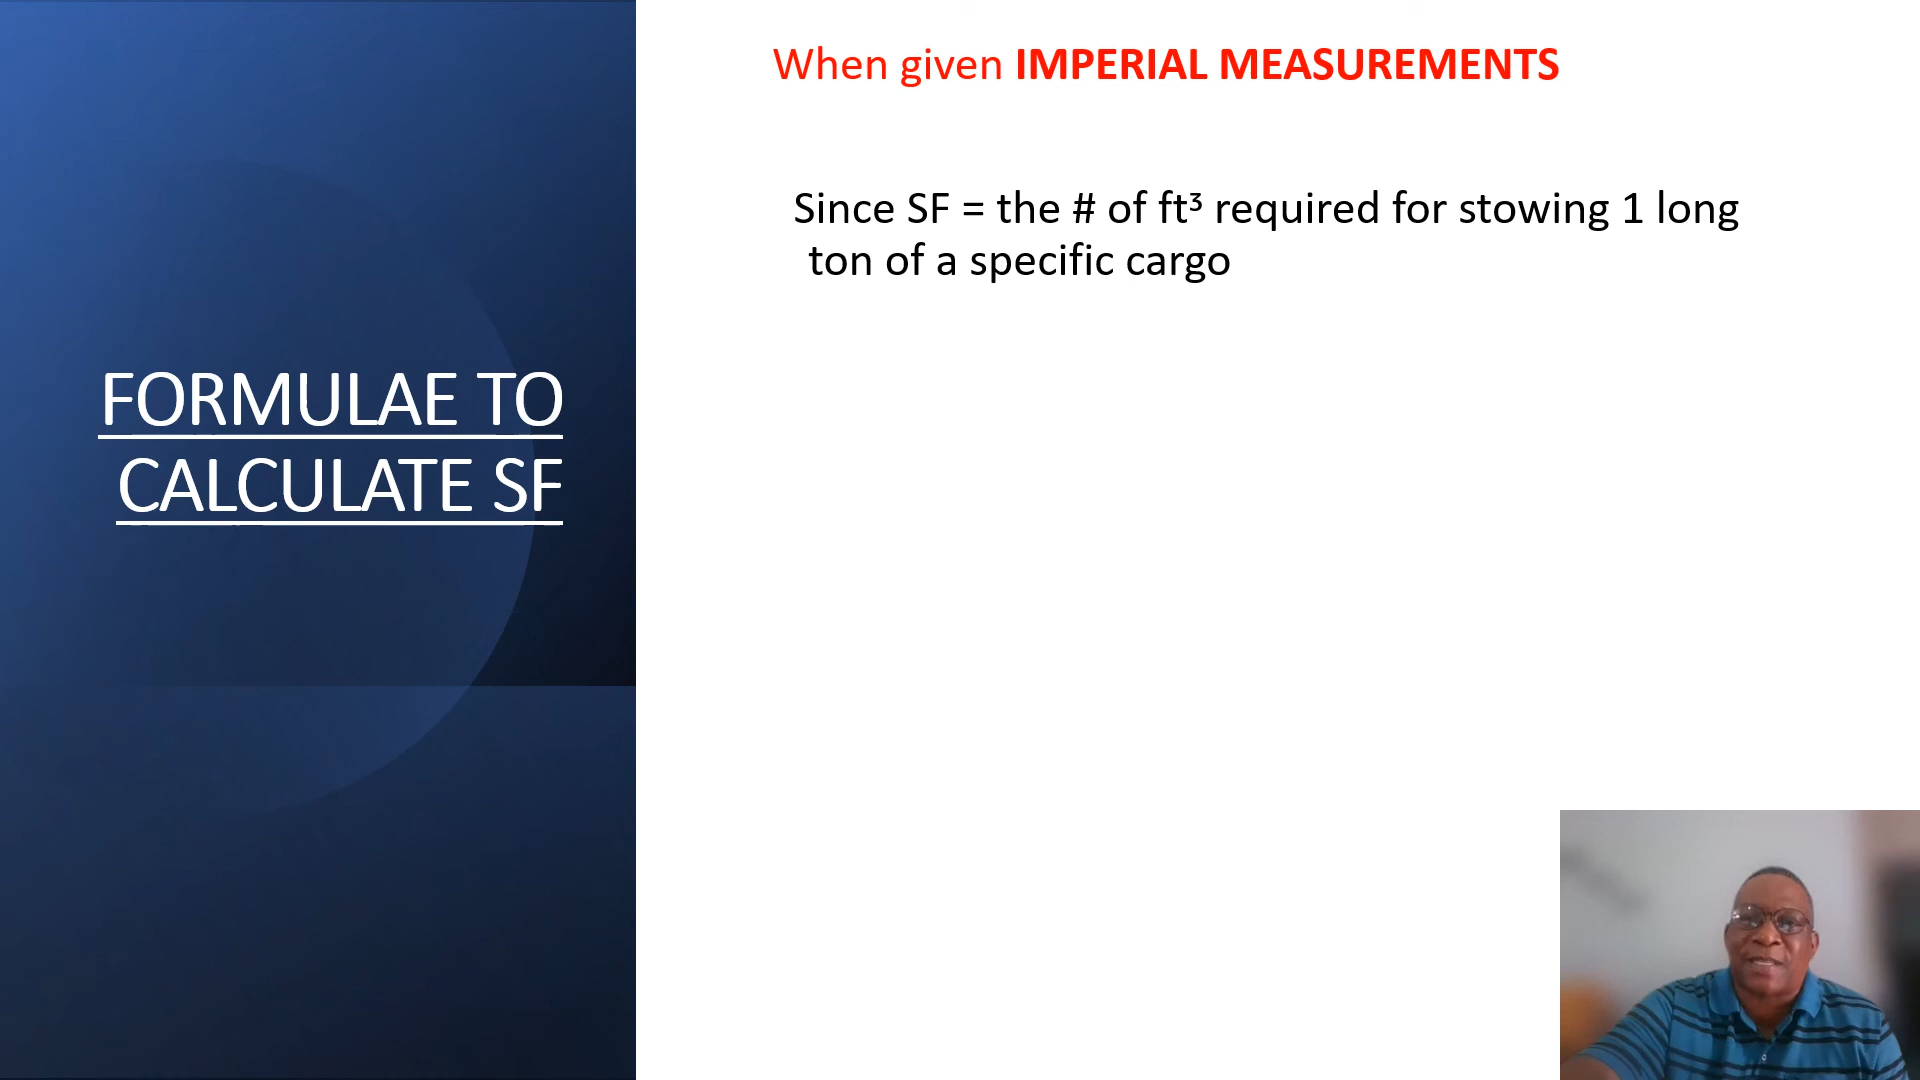 FORMULAE TO
CALCULATE SF
When given IMPERIAL MEASUREMENTS
Since SF = the # of ft³ required for stowing 1 long
ton of a specific cargo